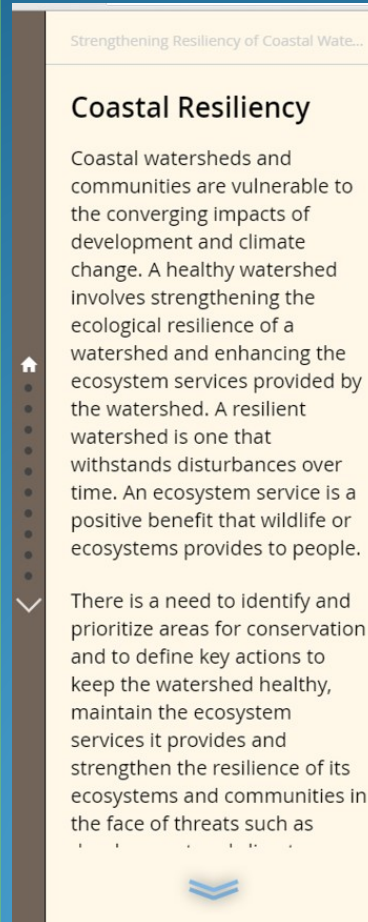 Strengthening Resiliency of Coastal Wate...
Coastal Resiliency
Coastal watersheds and
communities are vulnerable to
the converging impacts of
development and climate
change. A healthy watershed
involves strengthening the
ecological resilience of a
watershed and enhancing the
ecosystem services provided by
the watershed. A resilient
watershed is one that
withstands disturbances over
time. An ecosystem service is a
positive benefit that wildlife or
ecosystems provides to people.
There is a need to identify and
prioritize areas for conservation
and to define key actions to
keep the watershed healthy,
maintain the ecosystem
services it provides and
strengthen the resilience of its
ecosystems and communities in
the face of threats such as